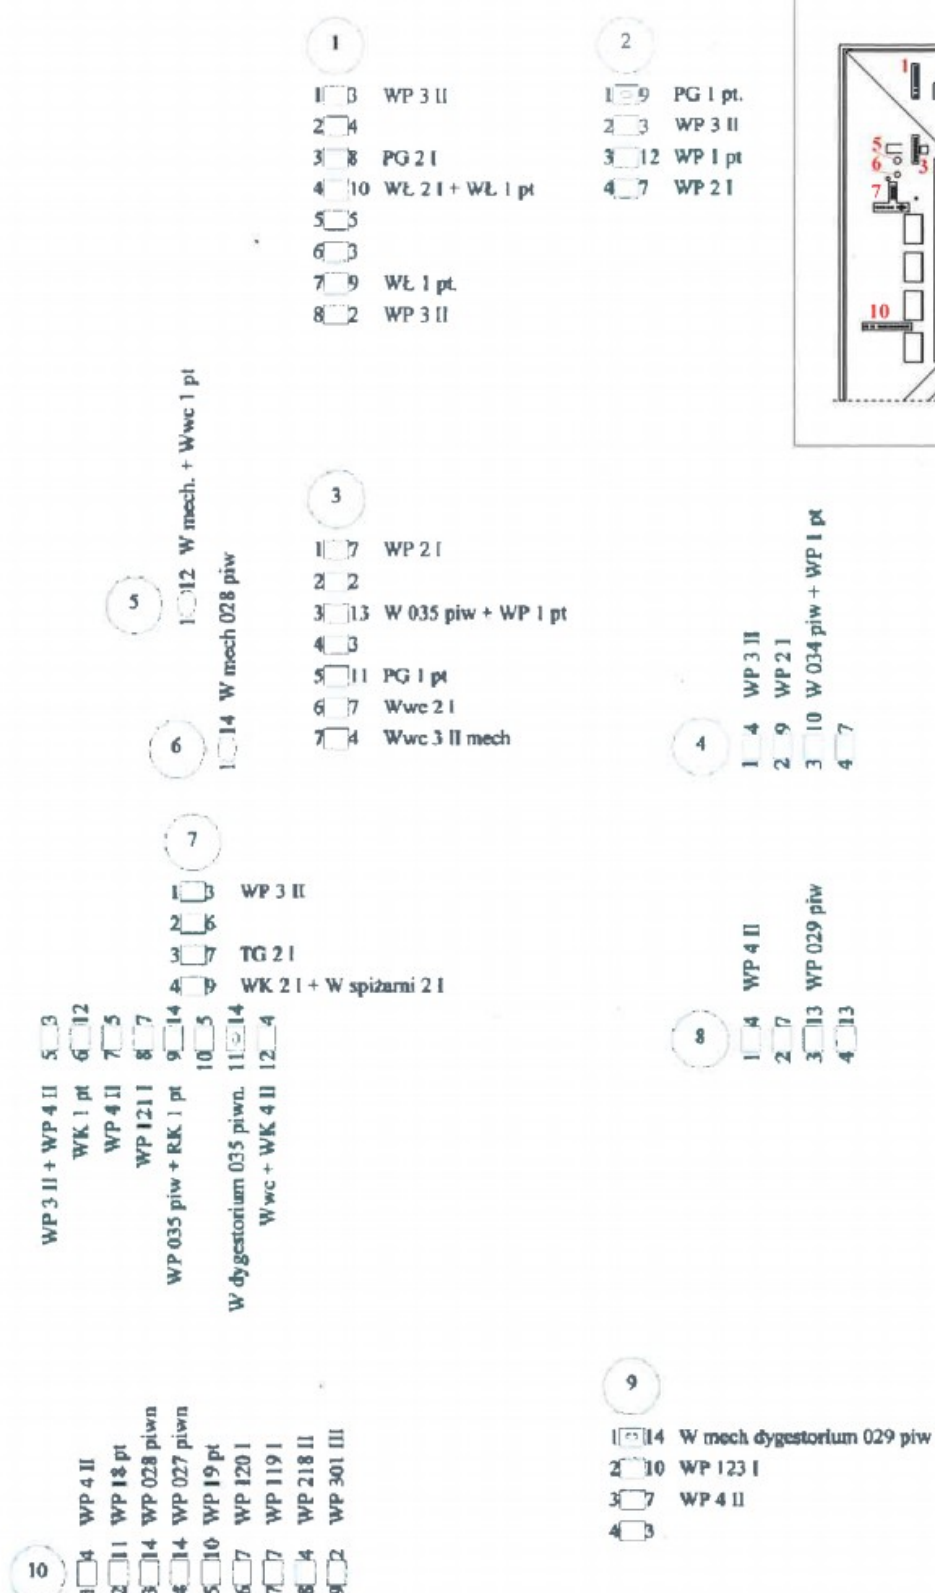 1
1 3 WP 3 II
2 4
3 8 PG 2 I
4 10 WŁ 2 I + WŁ 1 pt
5 5
6 3
7 9 WŁ 1 pt.
8 2 WP 3 II
2
1 9 PG 1 pt.
2 3 WP 3 II
3 12 WP 1 pt
4 7 WP 2 I
1
5
6
3
7
10
3
1 7 WP 2 I
2 2
3 13 W 035 piw + WP 1 pt
4 3
5 11 PG 1 pt
6 7 Wwc 2 I
7 4 Wwc 3 II mech
5
1 12 W mech. + Wwc 1 pt
6
1 14 W mech 028 piw
4
1 4 WP 3 II
2 9 WP 2 I
3 10 W 034 piw + WP 1 pt
4 7
7
1 3 WP 3 II
2 6
3 7 TG 2 I
4 9 WK 2 I + W spiżarni 2 I
WP 3 II + WP 4 II 5 3
WK 1 pt 6 12
WP 4 II 7 5
WP 121 I 8 7
WP 035 piw + RK 1 pt 9 14
10 5
W dygestorium 035 piwn. 11 14
Wwc + WK 4 II 12 4
8
1 4 WP 4 II
2 7
3 13 WP 029 piw
4 13
9
1 14 W mech dygestorium 029 piw
2 10 WP 123 I
3 7 WP 4 II
4 3
10
1 4 WP 4 II
2 11 WP 18 pt
3 14 WP 028 piwn
4 14 WP 027 piwn
5 10 WP 19 pt
6 7 WP 120 I
7 7 WP 119 I
8 4 WP 218 II
9 2 WP 301 III